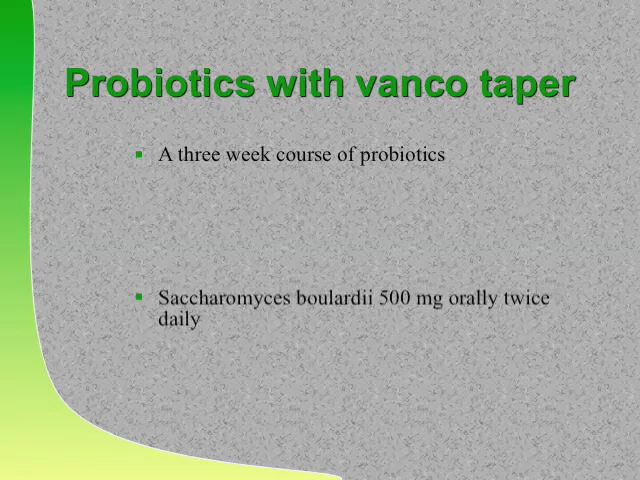 Probiotics with vanco taper
A three week course of probiotics
Saccharomyces boulardii 500 mg orally twice
daily